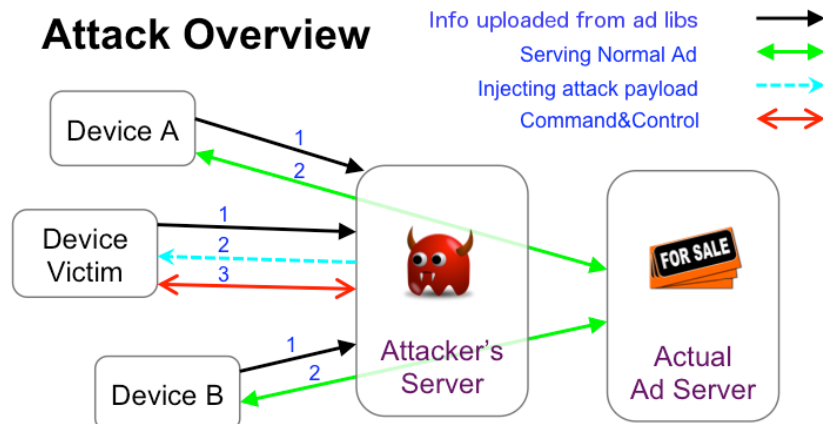 Attack Overview
Info uploaded from ad libs
Serving Normal Ad
Injecting attack payload
Command&Control
Device A
1
2
Device
Victim
1
2
3
Device B
1
2
Attacker's
Server
FOR SALE
Actual
Ad Server